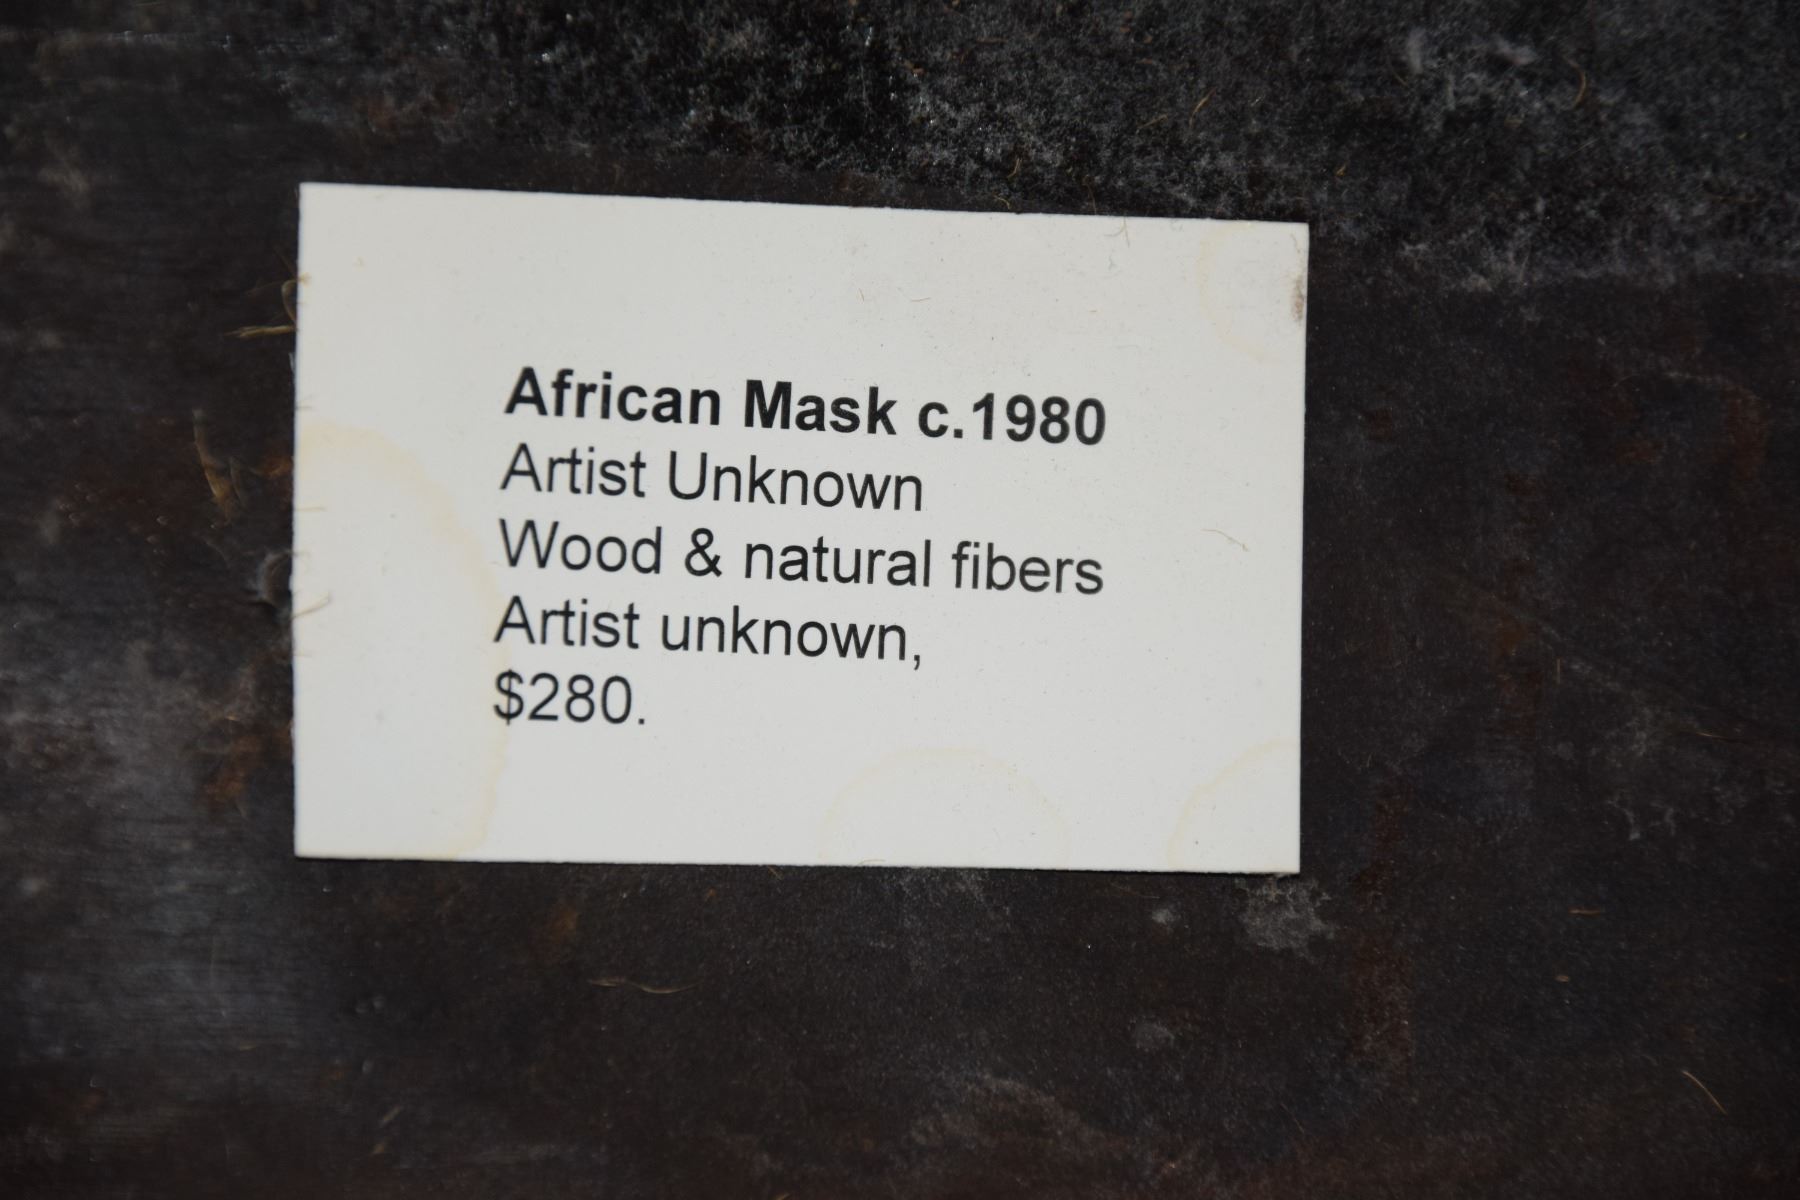 African Mask c.1980
Artist Unknown
Wood & natural fibers
Artist unknown,
$280.